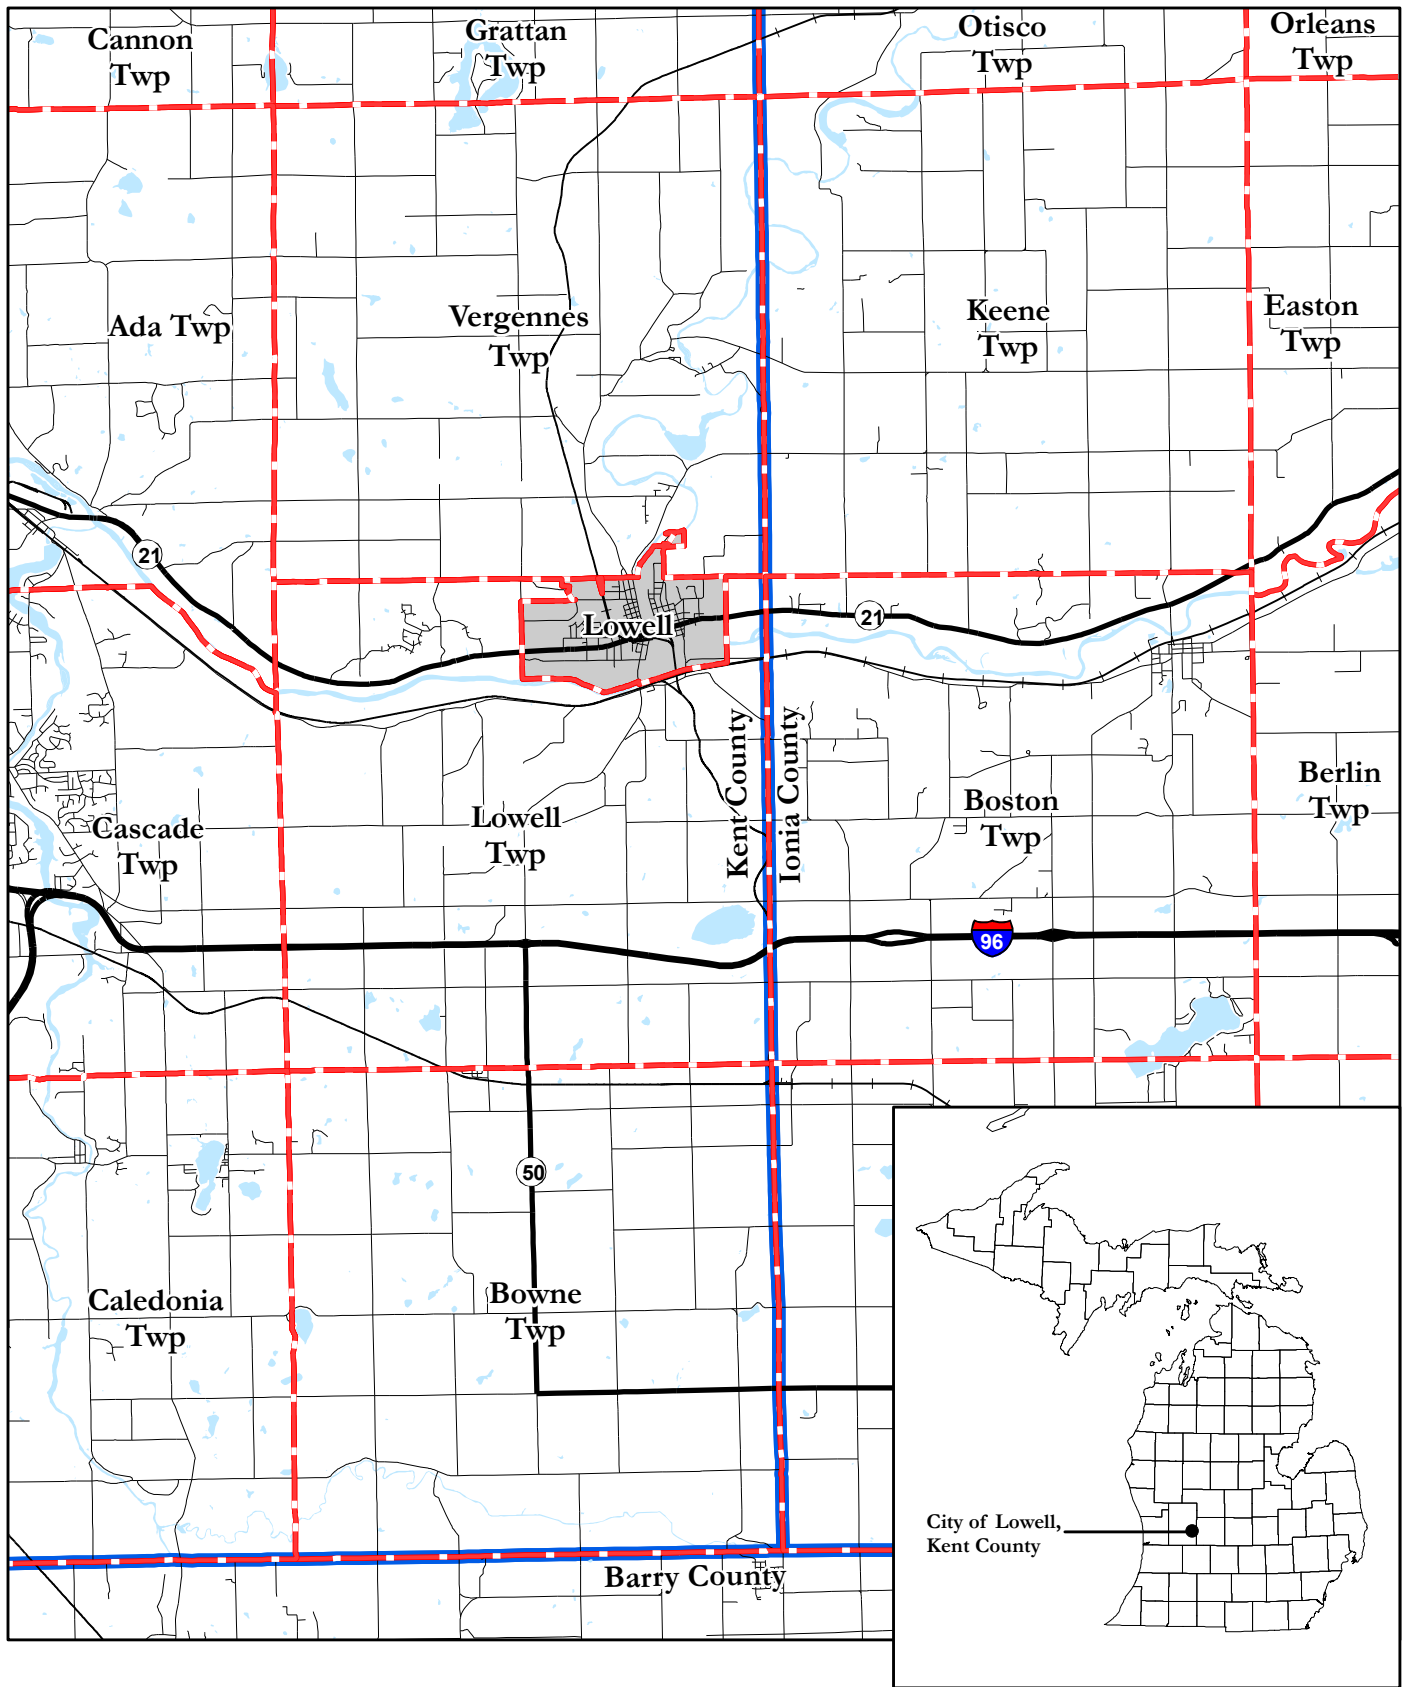 Cannon
Twp
Grattan
Twp
Otisco
Twp
Orleans
Twp
Ada Twp
Vergennes
Twp
Keene
Twp
Easton
Twp
21
Lowell
21
Kent County
Ionia County
Cascade
Twp
Lowell
Twp
Boston
Twp
Berlin
Twp
96
50
Caledonia
Twp
Bowne
Twp
Barry County
City of Lowell,
Kent County